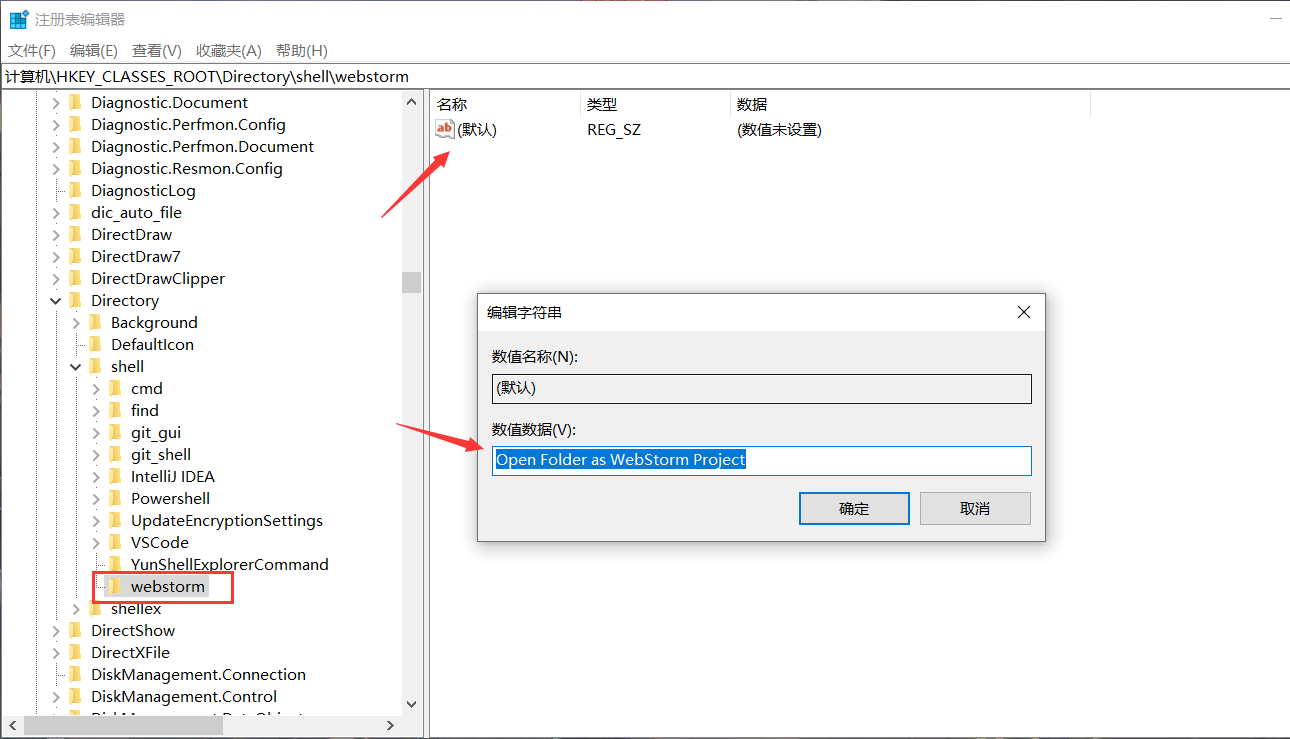 注册表编辑器
文件(F) 编辑(E) 查看(V) 收藏夹(A) 帮助(H)
计算机\HKEY_CLASSES_ROOT\Directory\shell\webstorm
Diagnostic.Document
Diagnostic.Perfmon.Config
Diagnostic.Perfmon.Document
Diagnostic.Resmon.Config
DiagnosticLog
dic_auto_file
DirectDraw
DirectDraw7
DirectDrawClipper
Directory
Background
DefaultIcon
shell
cmd
find
git_gui
git_shell
IntelliJ IDEA
Powershell
UpdateEncryptionSettings
VSCode
YunShellExplorerCommand
webstorm
shellex
DirectShow
DirectXFile
DiskManagement.Connection
DiskManagement.Control
名称 类型 数据
ab (默认) REG_SZ (数值未设置)
编辑字符串
数值名称(N):
(默认)
数值数据(V):
Open Folder as WebStorm Project
确定 取消